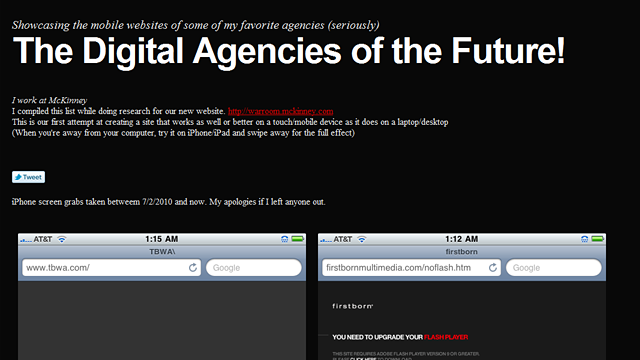 Showcasing the mobile websites of some of my favorite agencies (seriously)
The Digital Agencies of the Future!
I work at McKinney
I compiled this list while doing research for our new website. http://warroom.mckinney.com
This is our first attempt at creating a site that works as well or better on a touch/mobile device as it does on a laptop/desktop
(When you're away from your computer, try it on iPhone/iPad and swipe away for the full effect)
Tweet
iPhone screen grabs taken betweem 7/2/2010 and now. My apologies if I left anyone out.
AT&T 1:15 AM
TBWA\
www.tbwa.com/ Google
AT&T 1:12 AM
firstborn
firstbornmultimedia.com/noflash.htm Google
firstborn
YOU NEED TO UPGRADE YOUR FLASH PLAYER
THIS SITE REQUIRED ADOBE FLASH PLAYER VERSION 9 OR GREATER.
PLEASE CLICK HERE TO DOWNLOAD